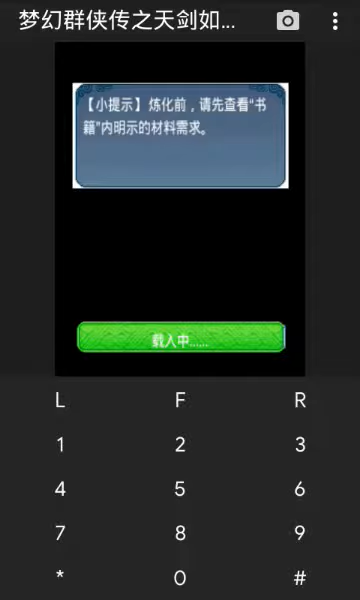 梦幻群侠传之天剑如...
【小提示】炼化前，请先查看“书
籍”内明示的材料需求。
载入中......
L F R
1 2 3
4 5 6
7 8 9
* 0 #